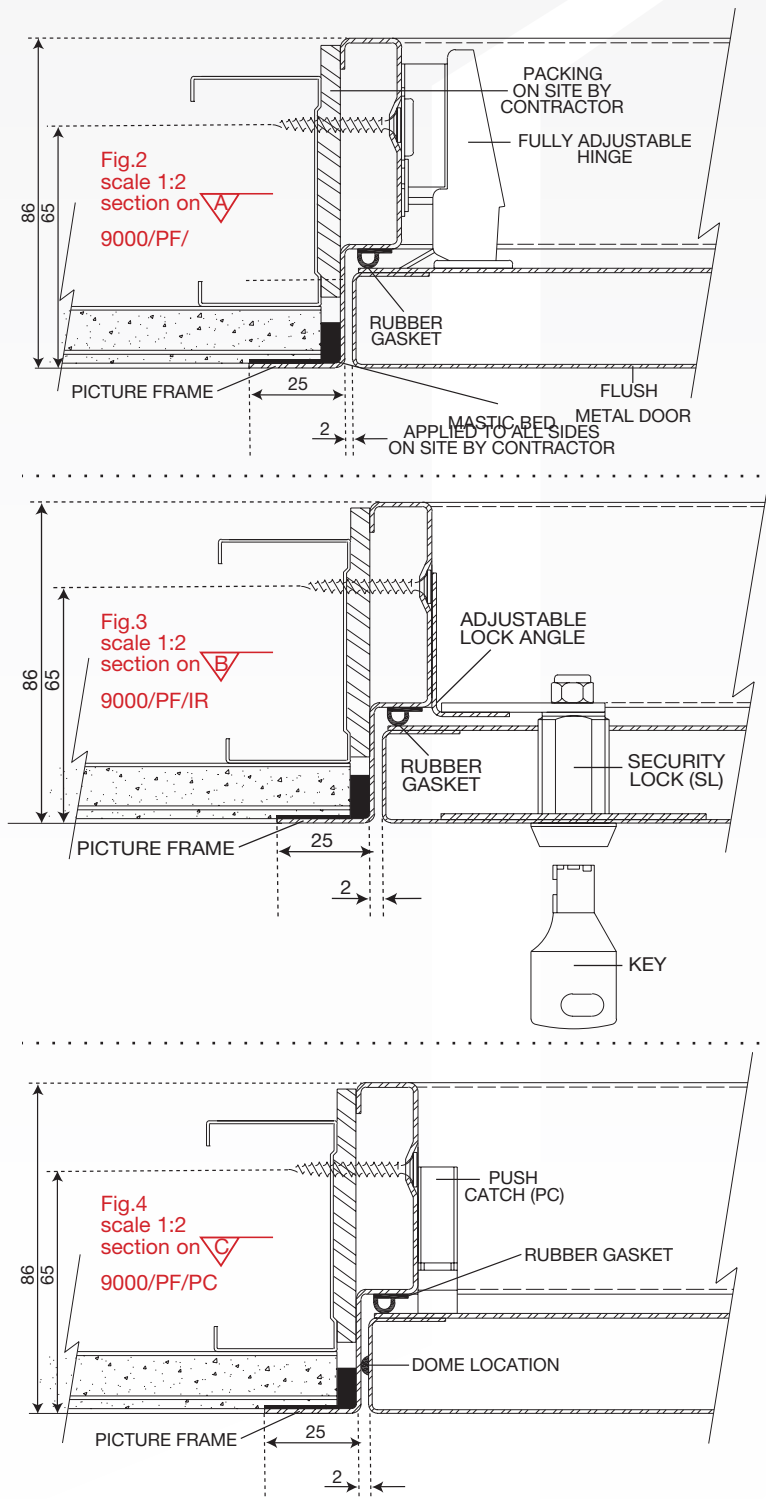 PACKING
ON SITE BY
CONTRACTOR
FULLY ADJUSTABLE
HINGE
Fig.2
scale 1:2
section on A
9000/PF/
86
65
RUBBER
GASKET
PICTURE FRAME
25
FLUSH
METAL DOOR
2
MASTIC BED
APPLIED TO ALL SIDES
ON SITE BY CONTRACTOR
Fig.3
scale 1:2
section on B
9000/PF/IR
86
65
ADJUSTABLE
LOCK ANGLE
RUBBER
GASKET
SECURITY
LOCK (SL)
PICTURE FRAME
25
2
KEY
Fig.4
scale 1:2
section on C
9000/PF/PC
86
65
PUSH
CATCH (PC)
RUBBER GASKET
DOME LOCATION
PICTURE FRAME
25
2